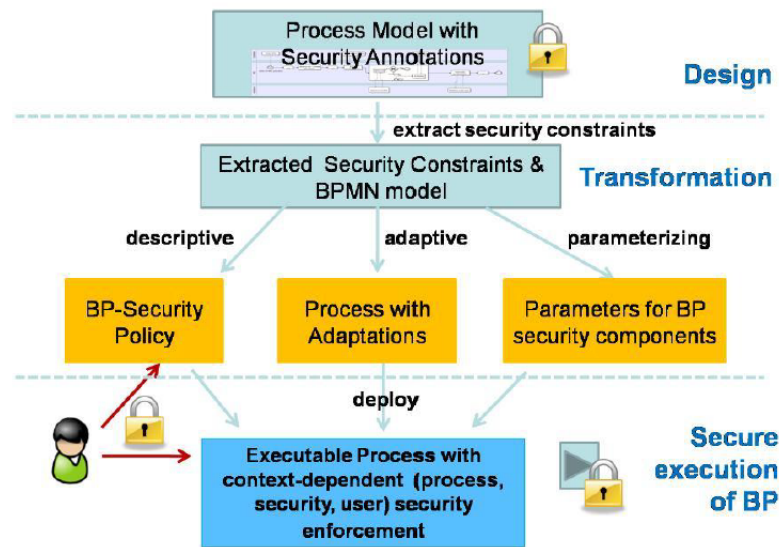 Process Model with
Security Annotations
Design
extract security constraints
Extracted Security Constraints &
BPMN model
Transformation
descriptive
adaptive
parameterizing
BP-Security
Policy
Process with
Adaptations
Parameters for BP
security components
deploy
Executable Process with
context-dependent (process,
security, user) security
enforcement
Secure
execution
of BP